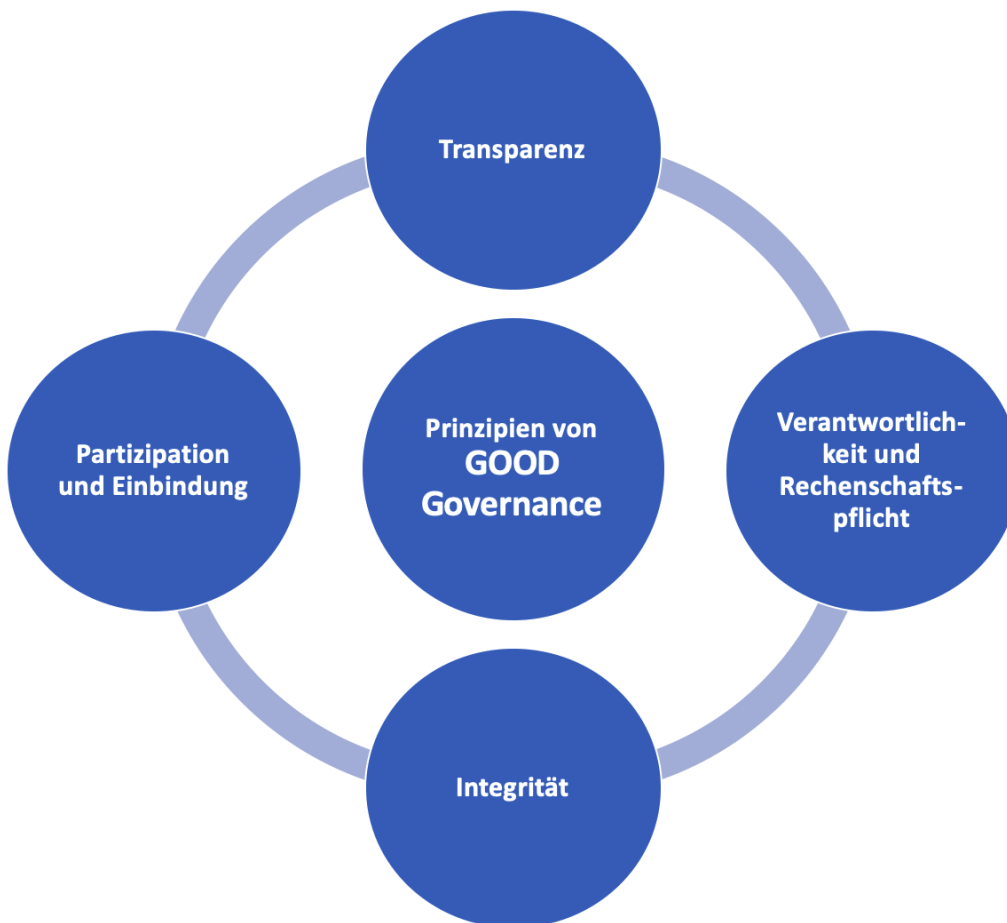 Transparenz
Partizipation
und Einbindung
Prinzipien von
GOOD
Governance
Verantwortlich-
keit und
Rechenschafts-
pflicht
Integrität